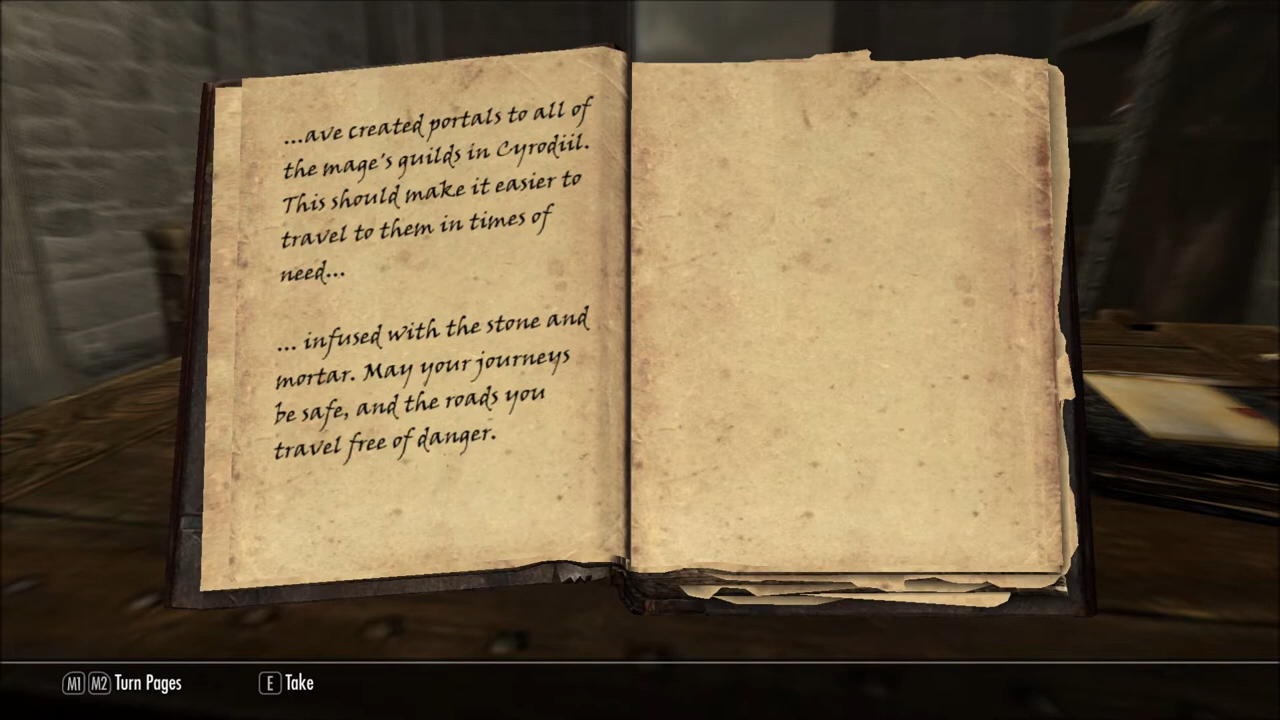 ...ave created portals to all of
the mage's guilds in Cyrodiil.
This should make it easier to
travel to them in times of
need...
... infused with the stone and
mortar. May your journeys
be safe, and the roads you
travel free of danger.
M1 M2 Turn Pages
E Take